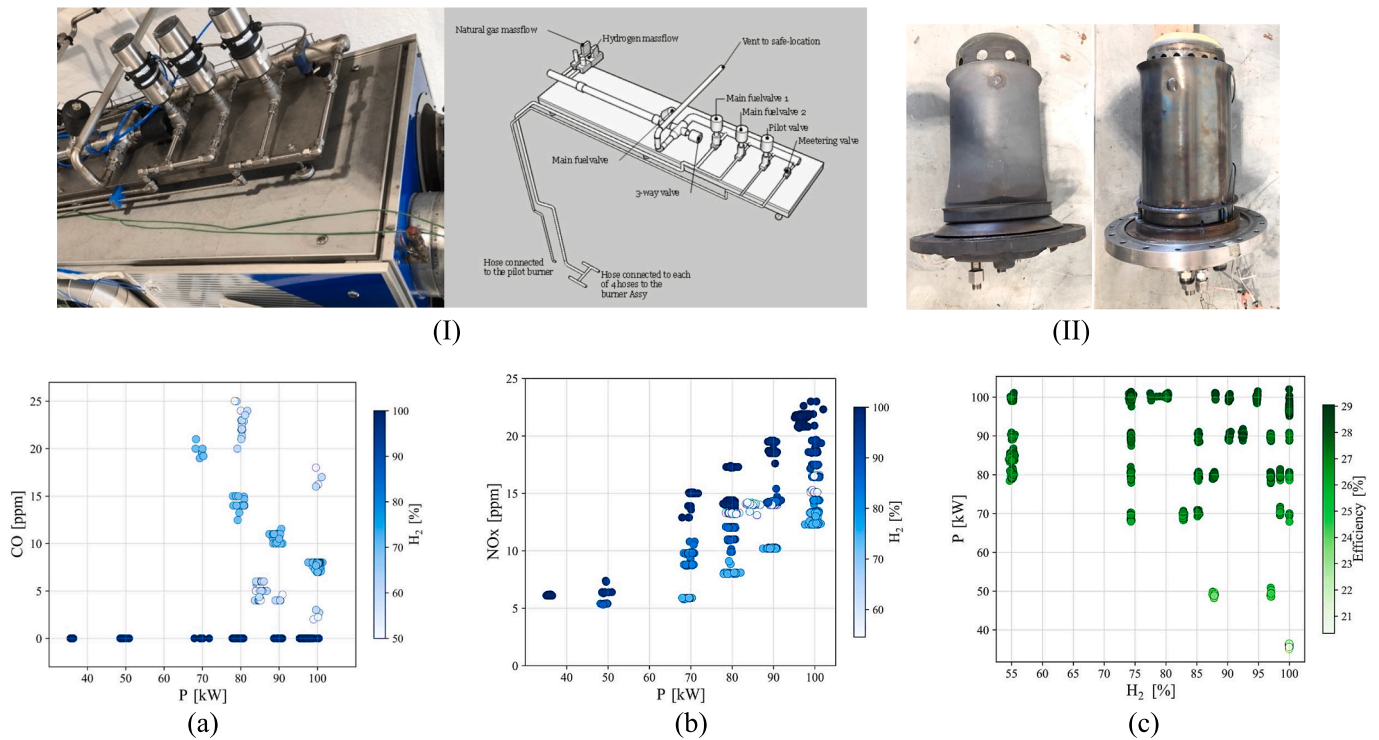 Natural gas massflow
Hydrogen massflow
Vent to safe-location
Main fuelvalve 1
Main fuelvalve 2
Pilot valve
Meetering valve
Main fuelvalve
3-way valve
Hose connected
to the pilot burner
Hose connected to each
of 4 hoses to the
burner Assy
(I)
(II)
25
20
15
10
5
0
CO [ppm]
40 50 60 70 80 90 100
P [kW]
100
90
80
70
60
50
H₂ [%]
(a)
25
20
15
10
5
0
NOx [ppm]
40 50 60 70 80 90 100
P [kW]
100
90
80
70
60
H₂ [%]
(b)
100
90
80
70
60
50
40
P [kW]
55 60 65 70 75 80 85 90 95 100
H₂ [%]
29
28
27
26
25
24
23
22
21
Efficiency [%]
(c)